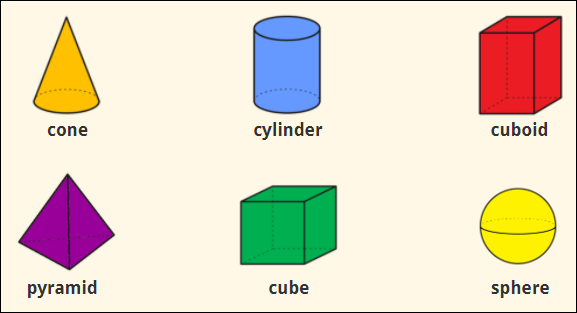 cone
cylinder
cuboid
pyramid
cube
sphere